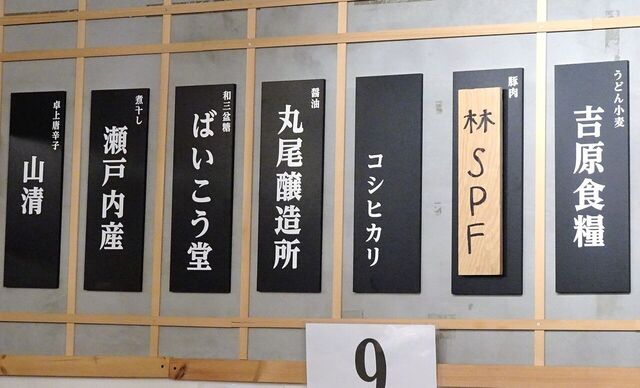 うどん小麦
吉原食糧
豚肉
林SPF
コシヒカリ
醤油
丸尾醸造所
和三盆糖
ばいこう堂
煮干し
瀬戸内産
卓上唐辛子
山清
9